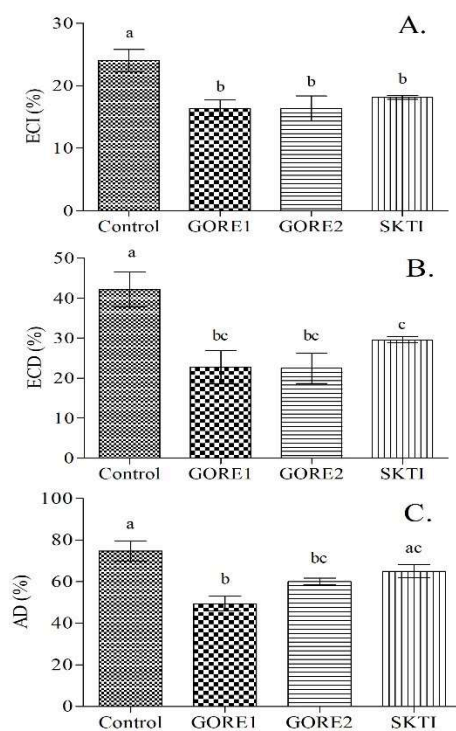 A.
ECI (%)
30
20
10
0
a
b
b
b
Control
GORE1
GORE2
SKTI
B.
ECD (%)
50
40
30
20
10
0
a
bc
bc
c
Control
GORE1
GORE2
SKTI
C.
AD (%)
100
80
60
40
20
0
a
b
bc
ac
Control
GORE1
GORE2
SKTI